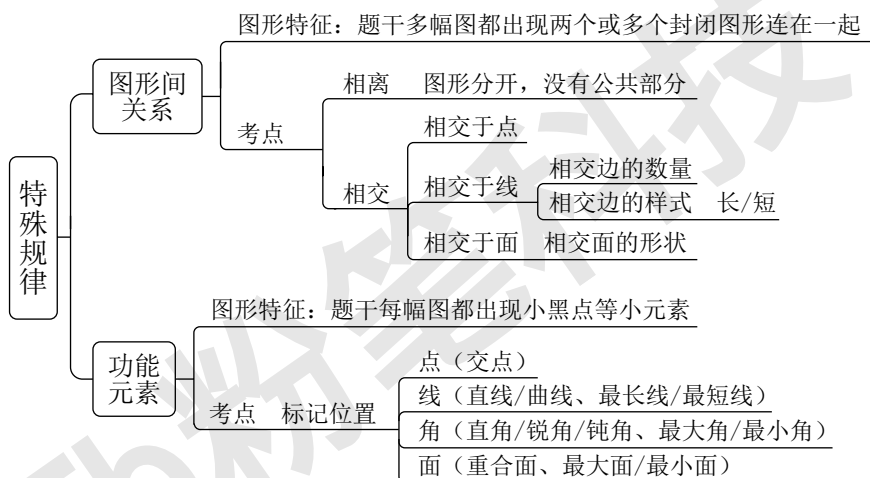 图形特征：题干多幅图都出现两个或多个封闭图形连在一起
图形间
关系
相离 图形分开，没有公共部分
考点
相交于点
相交
相交于线
相交边的数量
相交边的样式 长/短
相交于面 相交面的形状
特殊规律
图形特征：题干每幅图都出现小黑点等小元素
功能
元素
点（交点）
考点 标记位置
线（直线/曲线、最长线/最短线）
角（直角/锐角/钝角、最大角/最小角）
面（重合面、最大面/最小面）
Fb粉笔科技